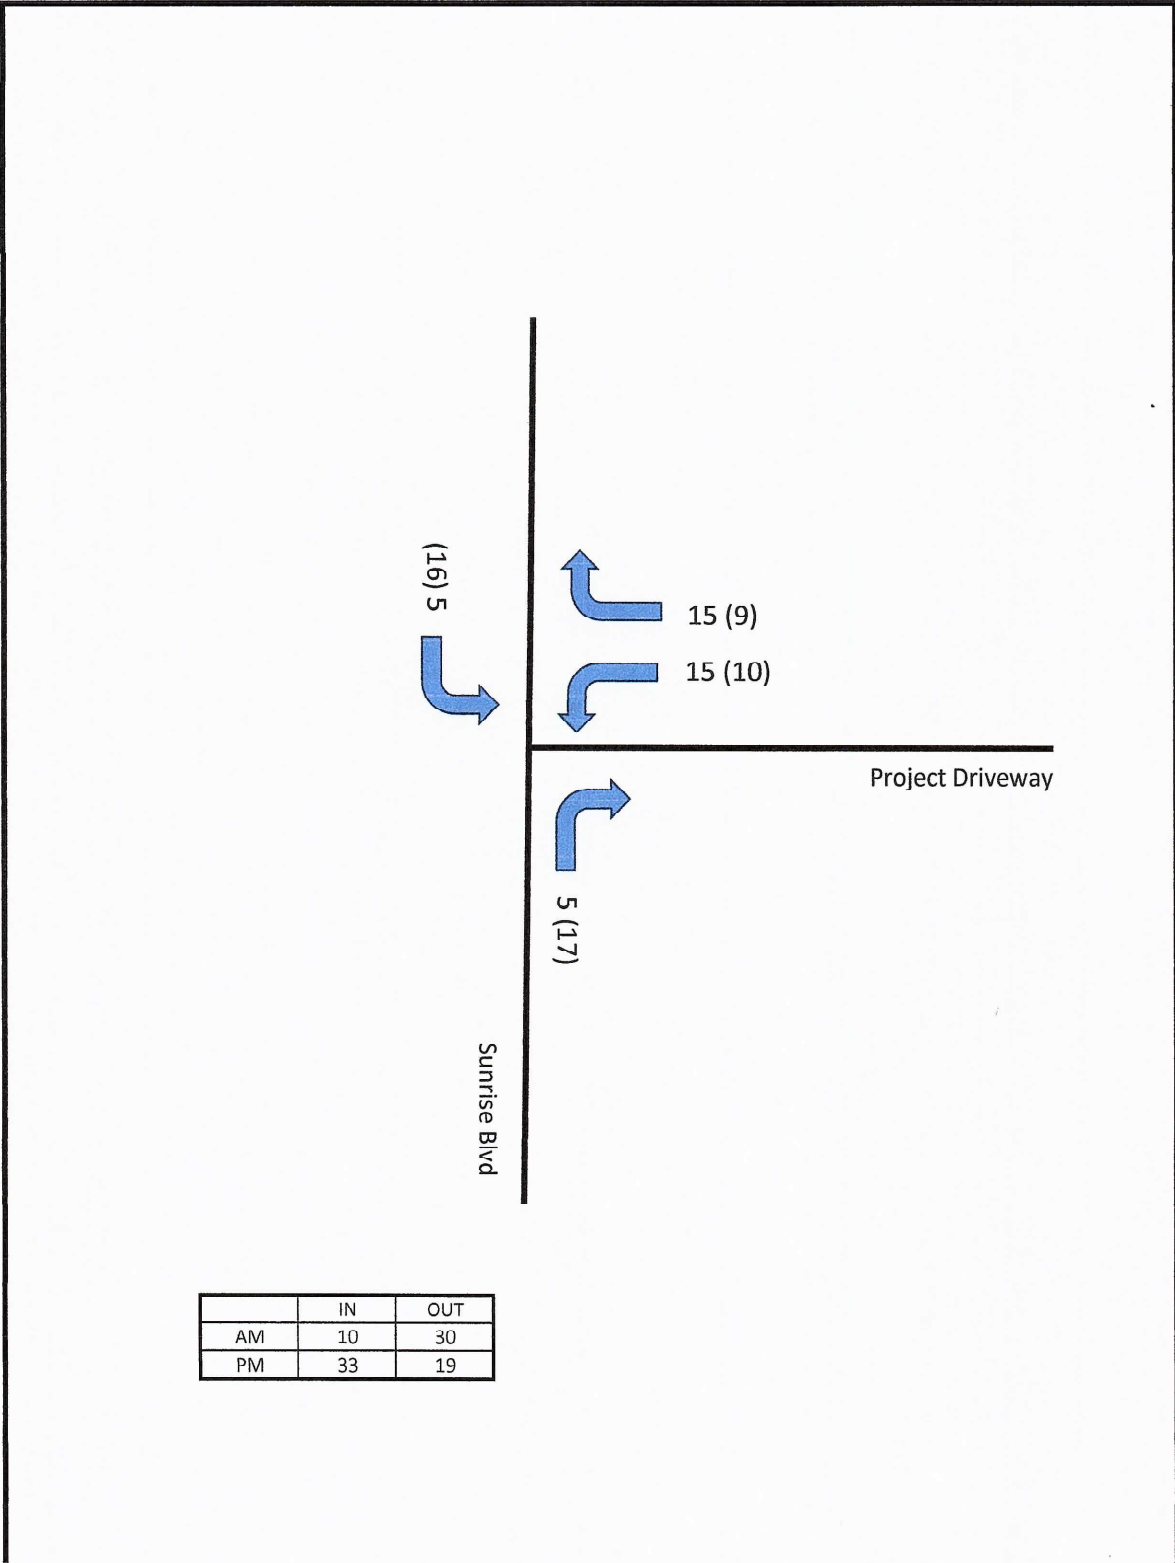 (16) 5
15 (9)
15 (10)
Project Driveway
5 (17)
Sunrise Blvd
IN OUT
AM 10 30
PM 33 19